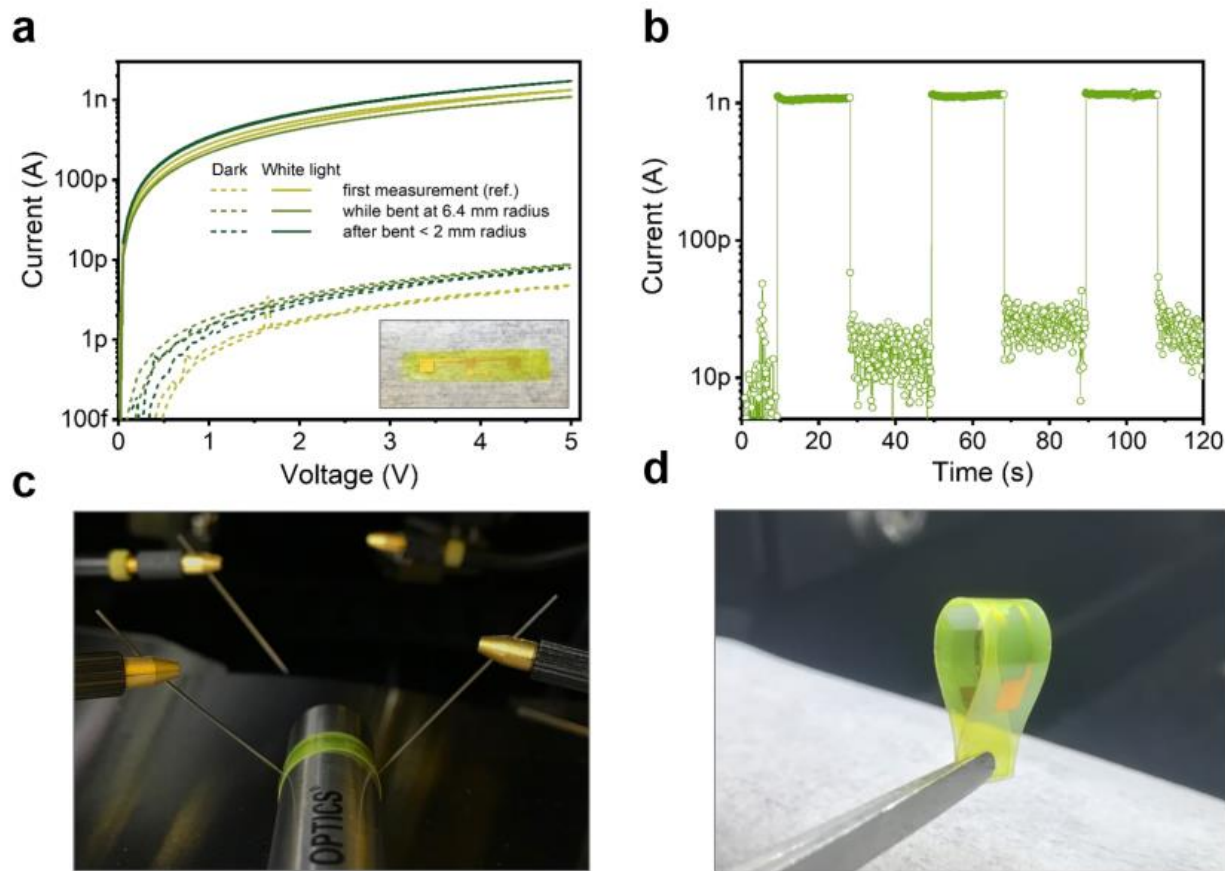 a
1n
100p
10p
1p
100f
Current (A)
Dark White light
first measurement (ref.)
while bent at 6.4 mm radius
after bent < 2 mm radius
0 1 2 3 4 5
Voltage (V)
b
1n
100p
10p
Current (A)
0 20 40 60 80 100 120
Time (s)
c
OPTICS
d